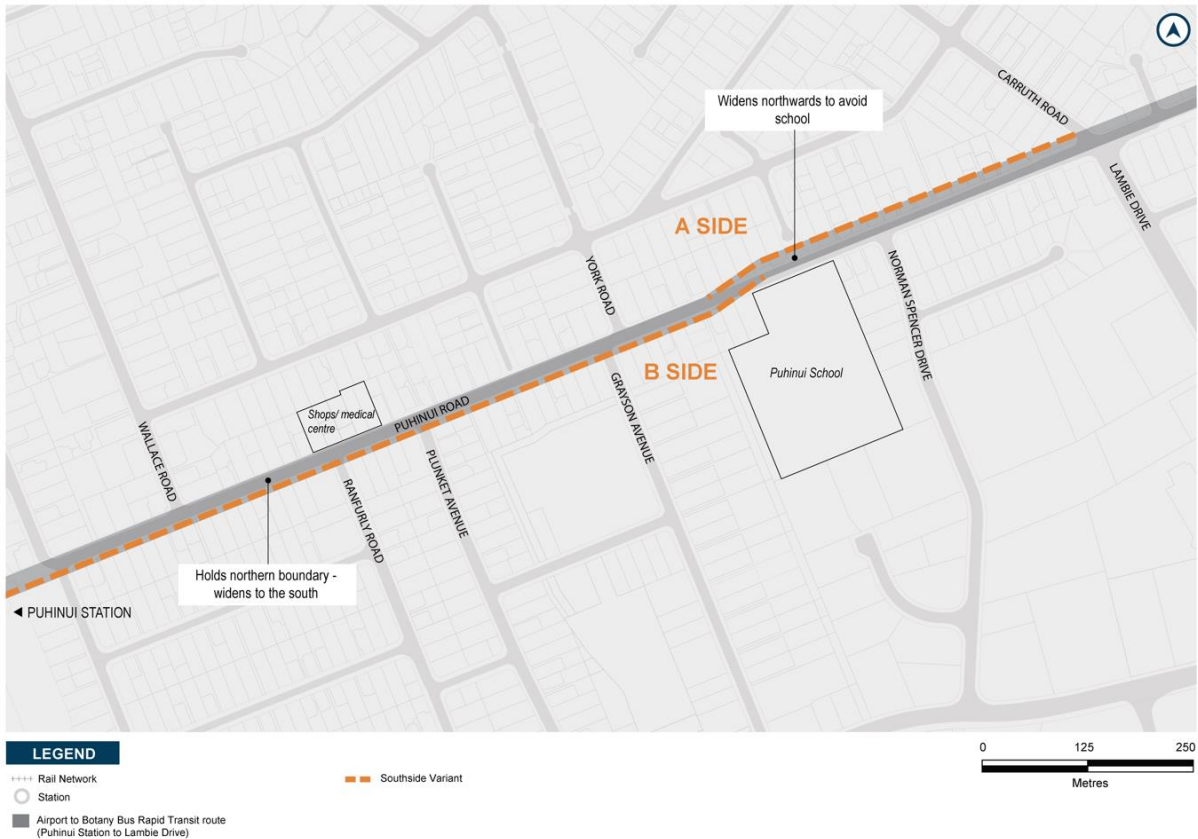 CARRUTH ROAD
Widens northwards to avoid
school
LAMBIE DRIVE
A SIDE
YORK ROAD
NORMAN SPENCER DRIVE
B SIDE
Puhinui School
GRAYSON AVENUE
Shops/ medical
centre
PUHINUI ROAD
WALLACE ROAD
PLUNKET AVENUE
RANFURLY ROAD
Holds northern boundary -
widens to the south
PUHINUI STATION
LEGEND
Rail Network
Station
Airport to Botany Bus Rapid Transit route
(Puhinui Station to Lambie Drive)
Southside Variant
0 125 250
Metres